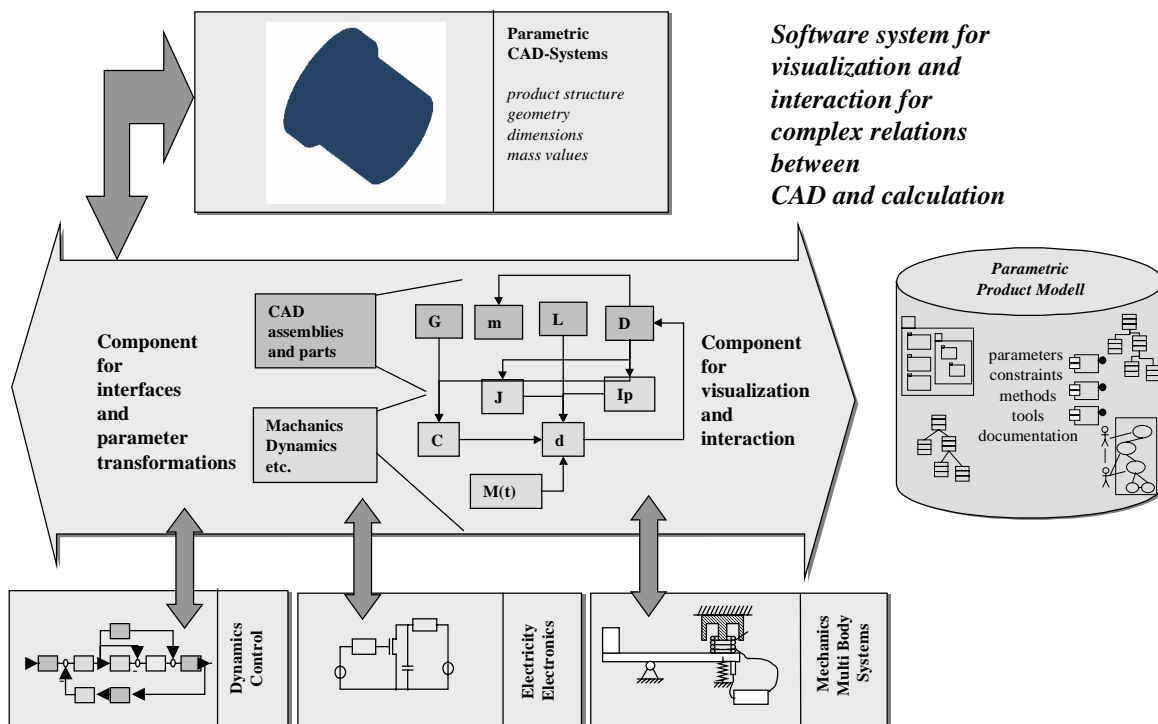 Parametric
CAD-Systems
product structure
geometry
dimensions
mass values
Software system for
visualization and
interaction for
complex relations
between
CAD and calculation
Component
for
interfaces
and
parameter
transformations
CAD
assemblies
and parts
Machanics
Dynamics
etc.
G
m
L
D
J
Ip
C
d
M(t)
Component
for
visualization
and
interaction
Parametric
Product Modell
parameters
constraints
methods
tools
documentation
Dynamics
Control
Electricity
Electronics
Mechanics
Multi Body
Systems